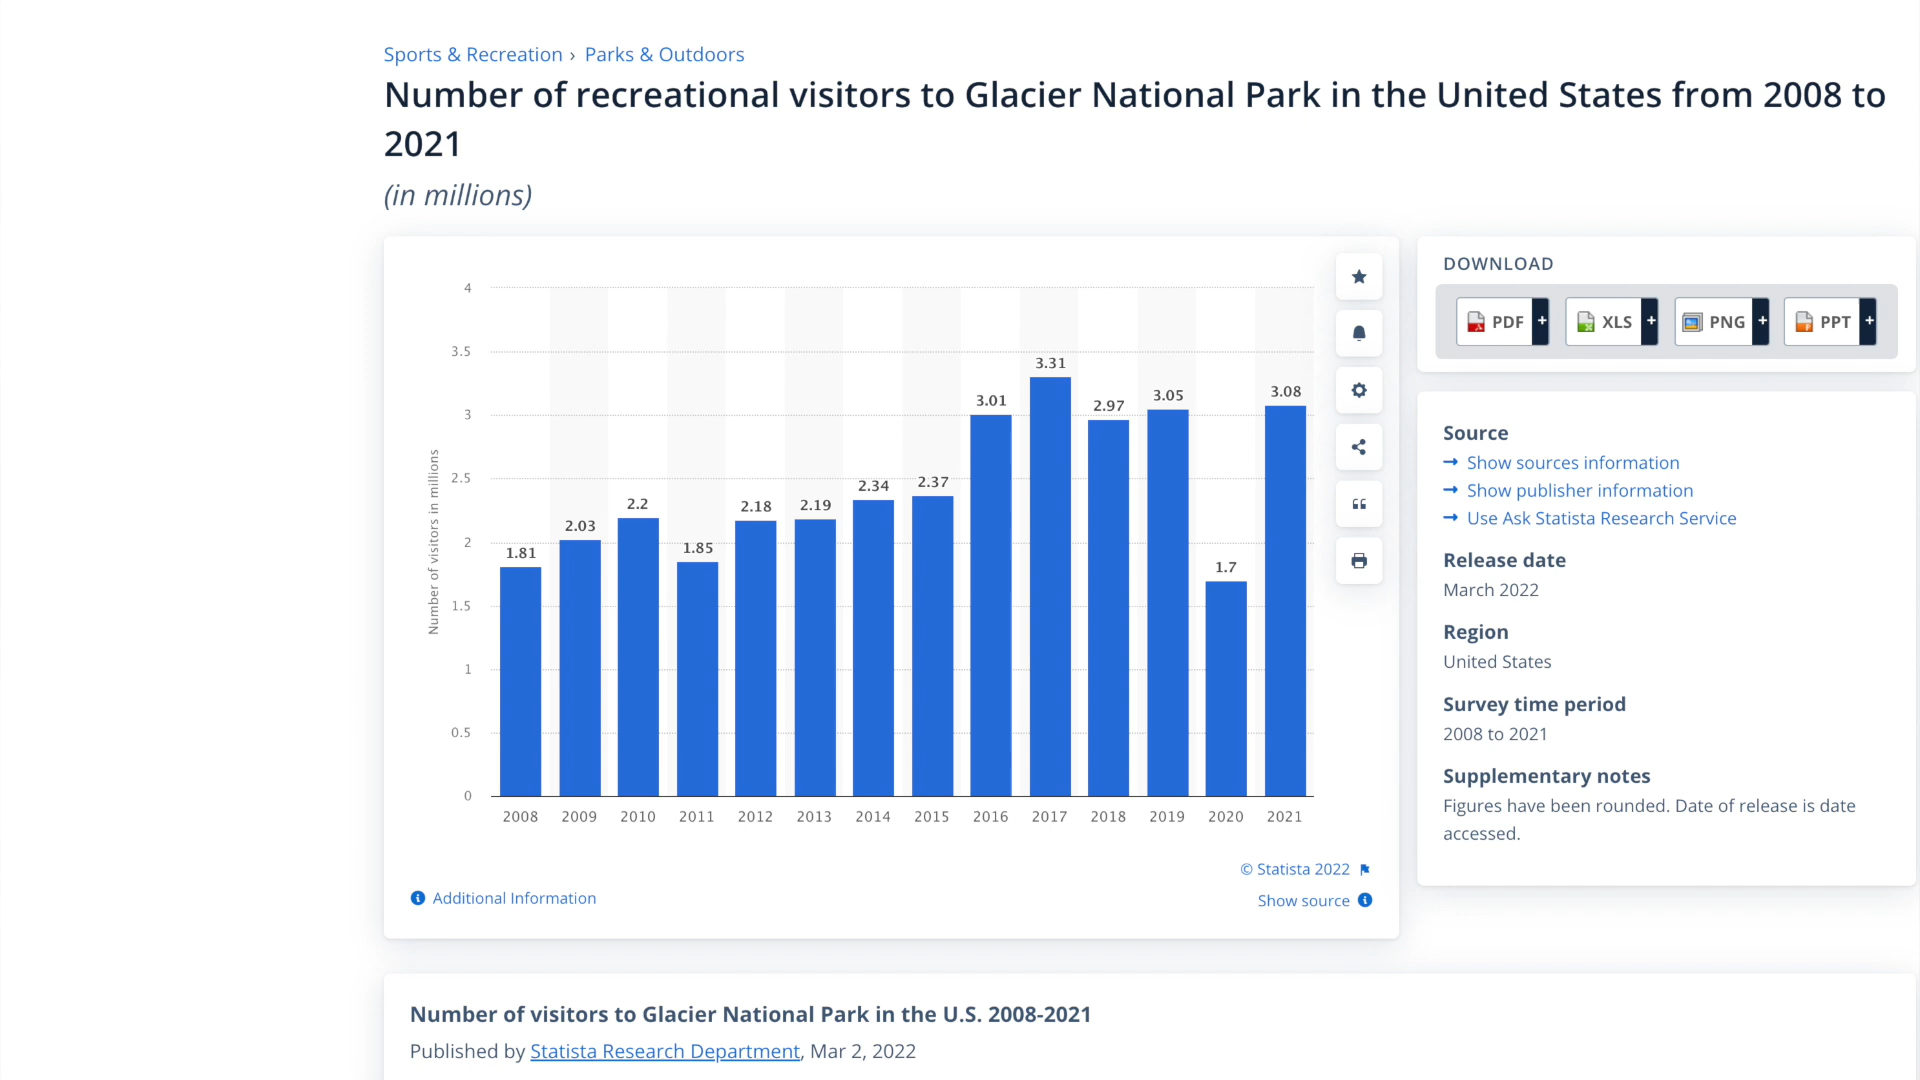 Sports & Recreation › Parks & Outdoors
Number of recreational visitors to Glacier National Park in the United States from 2008 to
2021
(in millions)
4
3.5
3
2.5
2
1.5
1
0.5
0
Number of visitors in millions
1.81
2.03
2.2
1.85
2.18
2.19
2.34
2.37
3.01
3.31
2.97
3.05
1.7
3.08
2008 2009 2010 2011 2012 2013 2014 2015 2016 2017 2018 2019 2020 2021
© Statista 2022
Additional Information
Show source
DOWNLOAD
PDF + XLS + PNG + PPT +
Source
→ Show sources information
→ Show publisher information
→ Use Ask Statista Research Service
Release date
March 2022
Region
United States
Survey time period
2008 to 2021
Supplementary notes
Figures have been rounded. Date of release is date
accessed.
Number of visitors to Glacier National Park in the U.S. 2008-2021
Published by Statista Research Department, Mar 2, 2022